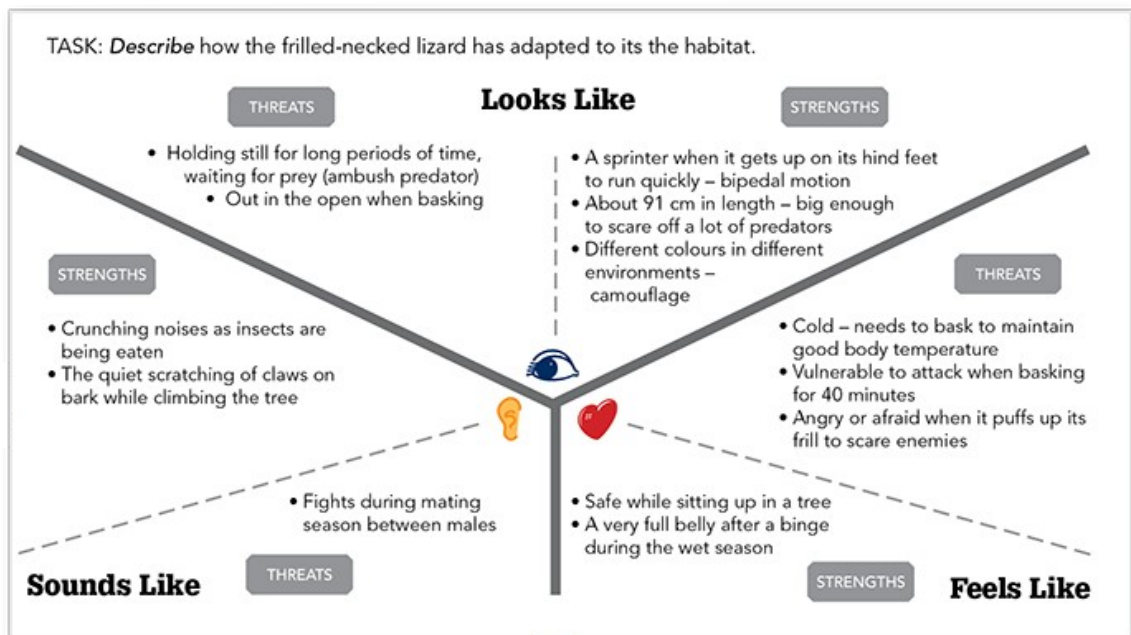 TASK: Describe how the frilled-necked lizard has adapted to its the habitat.
Looks Like
THREATS
• Holding still for long periods of time,
waiting for prey (ambush predator)
• Out in the open when basking
STRENGTHS
• A sprinter when it gets up on its hind feet
to run quickly – bipedal motion
• About 91 cm in length – big enough
to scare off a lot of predators
• Different colours in different
environments –
camouflage
STRENGTHS
• Crunching noises as insects are
being eaten
• The quiet scratching of claws on
bark while climbing the tree
• Fights during mating
season between males
THREATS
Sounds Like
THREATS
• Cold – needs to bask to maintain
good body temperature
• Vulnerable to attack when basking
for 40 minutes
• Angry or afraid when it puffs up its
frill to scare enemies
• Safe while sitting up in a tree
• A very full belly after a binge
during the wet season
STRENGTHS
Feels Like